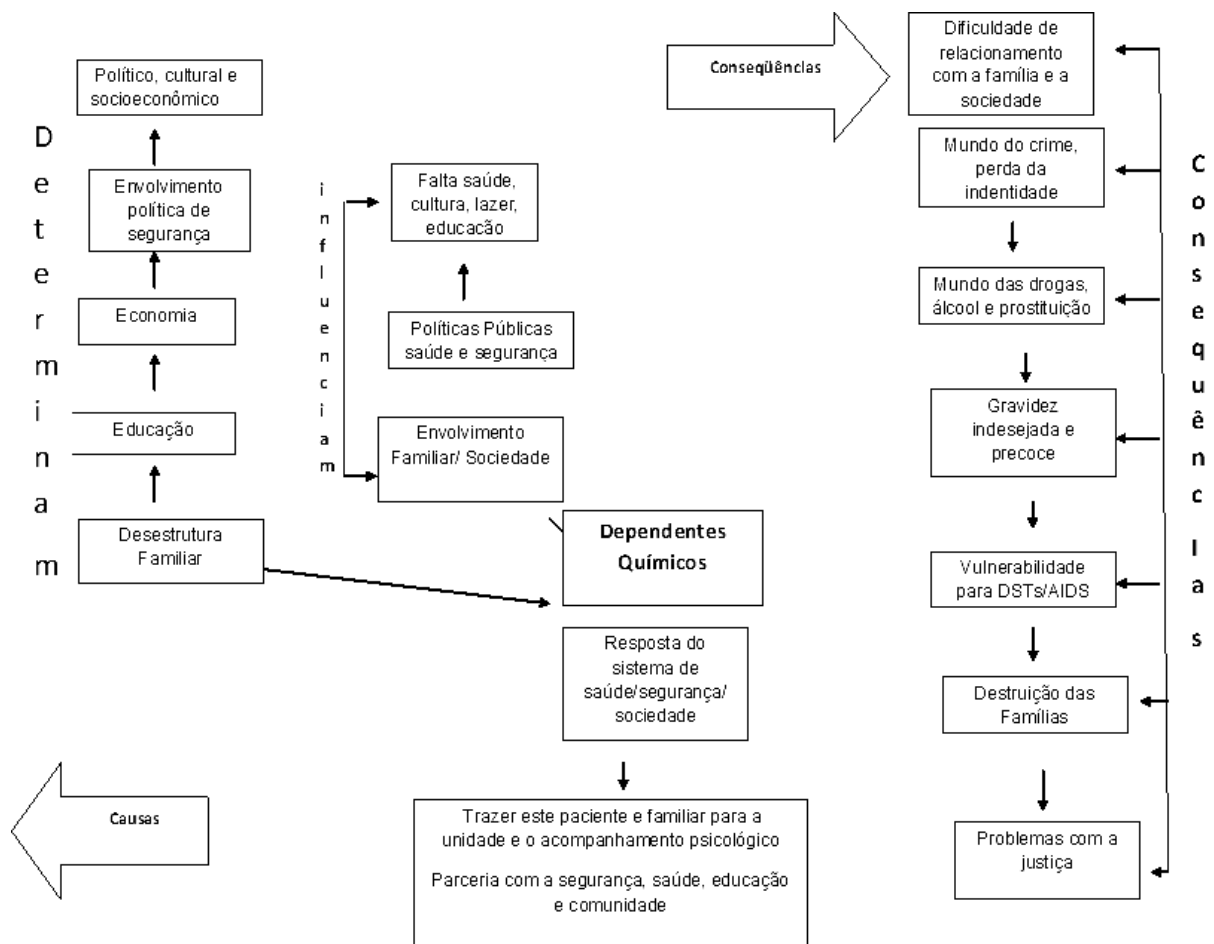 Determinam
Político, cultural e
socioeconômico
Envolvimento
política de
segurança
Economia
Educação
Desestrutura
Familiar
Causas
influenciam
Falta saúde,
cultura, lazer,
educacão
Políticas Públicas
saúde e segurança
Envolvimento
Familiar/ Sociedade
Dependentes
Químicos
Resposta do
sistema de
saúde/segurança/
sociedade
Trazer este paciente e familiar para a
unidade e o acompanhamento psicológico
Parceria com a segurança, saúde, educação
e comunidade
Conseqüências
Dificuldade de
relacionamento
com a família e a
sociedade
Mundo do crime,
perda da
indentidade
Mundo das drogas,
álcool e prostituição
Gravidez
indesejada e
precoce
Vulnerabilidade
para DSTs/AIDS
Destruição das
Famílias
Problemas com a
justiça
ConsequêncIas